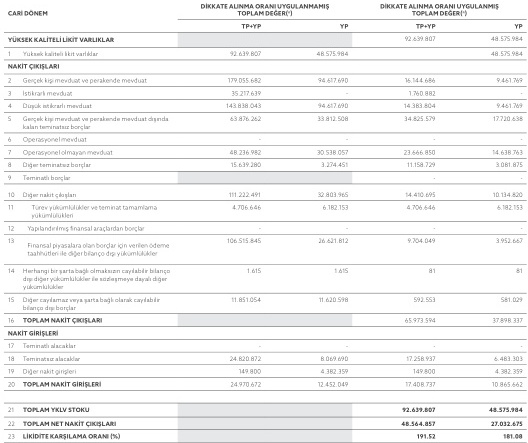 DİKKATE ALINMA ORANI UYGULANMAMIŞ TOPLAM DEĞER(*) DİKKATE ALINMA ORANI UYGULANMIŞ TOPLAM DEĞER(*)
CARİ DÖNEM TP+YP YP TP+YP YP
YÜKSEK KALİTELİ LİKİT VARLIKLAR 92.639.807 48.575.984
1 Yüksek kaliteli likit varlıklar 92.639.807 48.575.984 48.575.984
NAKİT ÇIKIŞLARI
2 Gerçek kişi mevduat ve perakende mevduat 179.055.682 94.617.690 16.144.686 9.461.769
3 İstikrarlı mevduat 35.217.639 - 1.760.882 -
4 Düşük istikrarlı mevduat 143.838.043 94.617.690 14.383.804 9.461.769
5 Gerçek kişi mevduat ve perakende mevduat dışında 63.876.262 33.812.508 34.825.579 17.720.638
kalan teminatsız borçlar
6 Operasyonel mevduat - - - -
7 Operasyonel olmayan mevduat 48.236.982 30.538.057 23.666.850 14.638.763
8 Diğer teminatsız borçlar 15.639.280 3.274.451 11.158.729 3.081.875
9 Teminatlı borçlar - -
10 Diğer nakit çıkışları 111.222.491 32.803.965 14.410.695 10.134.820
11 Türev yükümlülükler ve teminat tamamlama 4.706.646 6.182.153 4.706.646 6.182.153
yükümlülükleri
12 Yapılandırılmış finansal araçlardan borçlar - - - -
13 Finansal piyasalara olan borçlar için verilen ödeme 106.515.845 26.621.812 9.704.049 3.952.667
taahhütleri ile diğer bilanço dışı yükümlülükler
14 Herhangi bir şarta bağlı olmaksızın cayılabilir bilanço 1.615 1.615 81 81
dışı diğer yükümlülükler ile sözleşmeye dayalı diğer
yükümlülükler
15 Diğer cayılamaz veya şarta bağlı olarak cayılabilir 11.851.054 11.620.598 592.553 581.029
bilanço dışı borçlar
16 TOPLAM NAKİT ÇIKIŞLARI 65.973.594 37.898.337
NAKİT GİRİŞLERİ
17 Teminatlı alacaklar - - - -
18 Teminatsız alacaklar 24.820.872 8.069.690 17.258.937 6.483.303
19 Diğer nakit girişleri 149.800 4.382.359 149.800 4.382.359
20 TOPLAM NAKİT GİRİŞLERİ 24.970.672 12.452.049 17.408.737 10.865.662
21 TOPLAM YKLV STOKU 92.639.807 48.575.984
22 TOPLAM NET NAKİT ÇIKIŞLARI 48.564.857 27.032.675
23 LİKİDİTE KARŞILAMA ORANI (%) 191.52 181.08